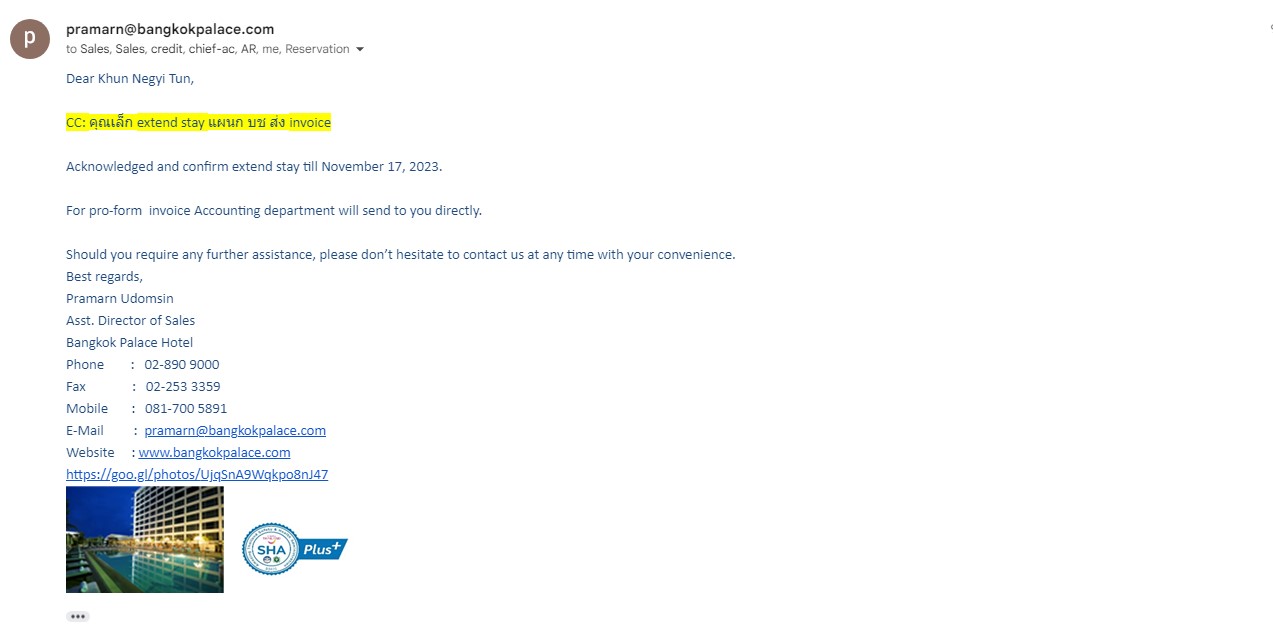 p
pramarn@bangkokpalace.com
to Sales, Sales, credit, chief-ac, AR, me, Reservation
Dear Khun Negyi Tun,
CC: คุณเล็ก extend stay แผนก บช ส่ง invoice
Acknowledged and confirm extend stay till November 17, 2023.
For pro-form  invoice Accounting department will send to you directly.
Should you require any further assistance, please don’t hesitate to contact us at any time with your convenience.
Best regards,
Pramarn Udomsin
Asst. Director of Sales
Bangkok Palace Hotel
Phone : 02-890 9000
Fax : 02-253 3359
Mobile : 081-700 5891
E-Mail : pramarn@bangkokpalace.com
Website : www.bangkokpalace.com
https://goo.gl/photos/UjqSnA9Wqkpo8nJ47
SHA Plus+